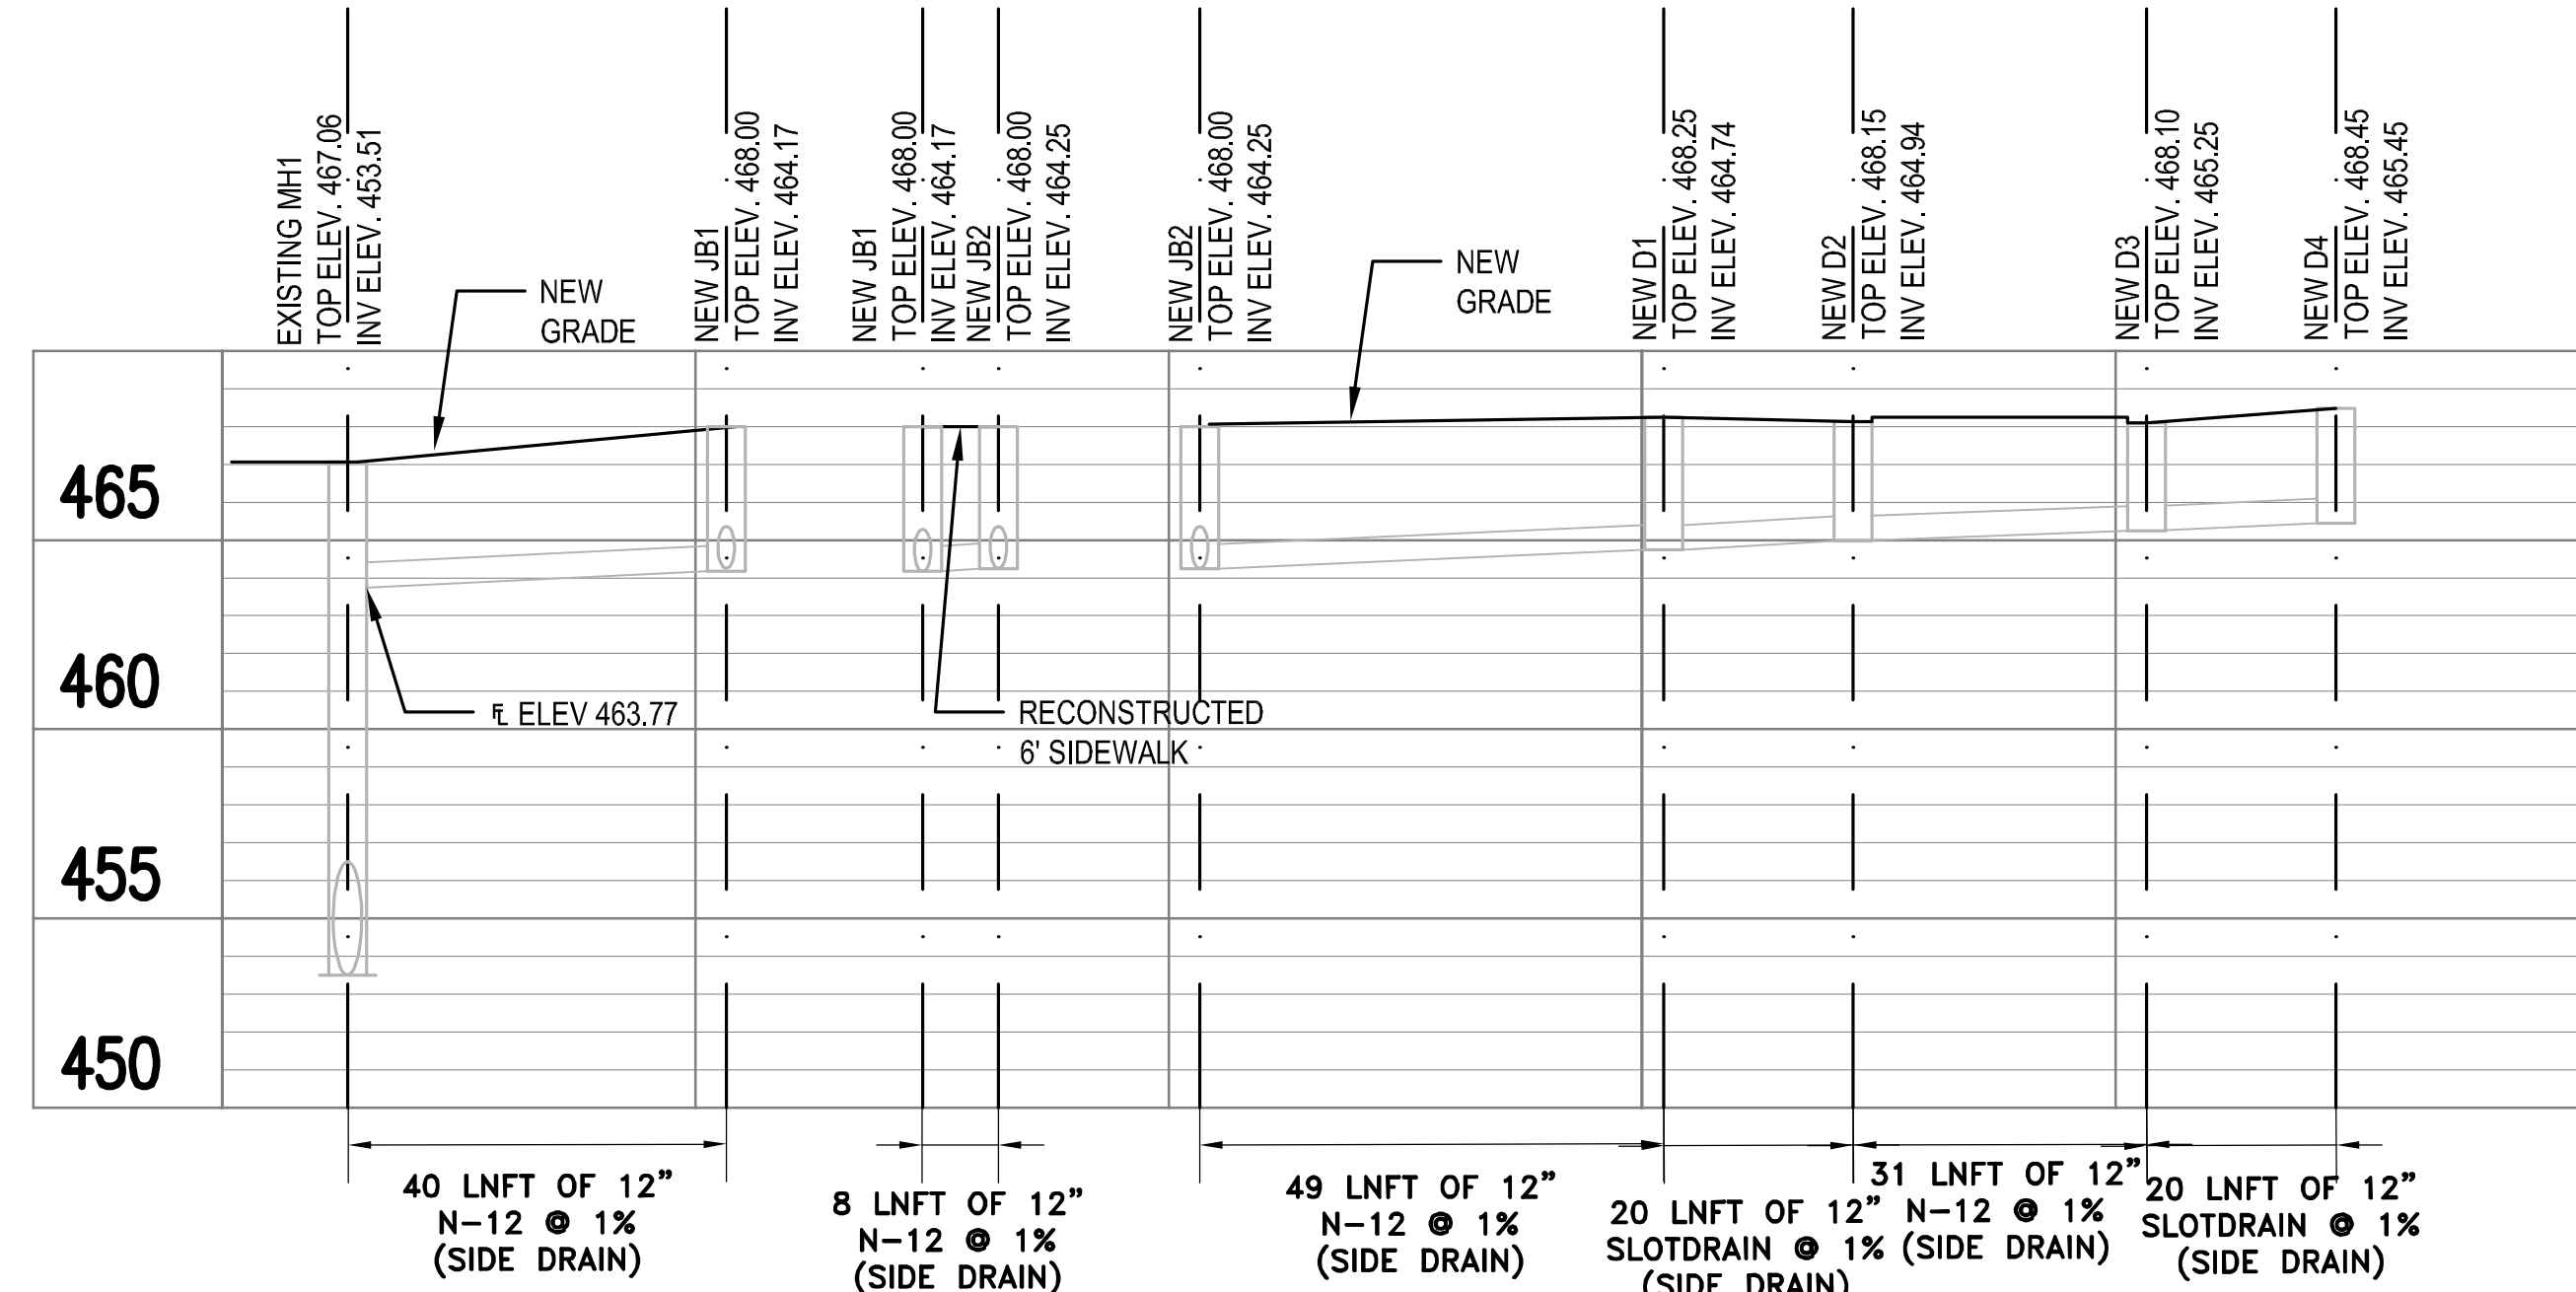 EXISTING MH1
TOP ELEV. 467.06
INV ELEV. 453.51
NEW JB1
TOP ELEV. 468.00
INV ELEV. 464.17
NEW JB1
TOP ELEV. 468.00
INV ELEV. 464.17
NEW JB2
TOP ELEV. 468.00
INV ELEV. 464.25
NEW JB2
TOP ELEV. 468.00
INV ELEV. 464.25
NEW D1
TOP ELEV. 468.25
INV ELEV. 464.74
NEW D2
TOP ELEV. 468.15
INV ELEV. 464.94
NEW D3
TOP ELEV. 468.10
INV ELEV. 465.25
NEW D4
TOP ELEV. 468.45
INV ELEV. 465.45
NEW
GRADE
NEW
GRADE
465
460
455
450
FL ELEV 463.77
RECONSTRUCTED
6' SIDEWALK
40 LNFT OF 12”
N-12 @ 1%
(SIDE DRAIN)
8 LNFT OF 12”
N-12 @ 1%
(SIDE DRAIN)
49 LNFT OF 12”
N-12 @ 1%
(SIDE DRAIN)
20 LNFT OF 12”
SLOTDRAIN @ 1%
(SIDE DRAIN)
31 LNFT OF 12”
N-12 @ 1%
(SIDE DRAIN)
20 LNFT OF 12”
SLOTDRAIN @ 1%
(SIDE DRAIN)